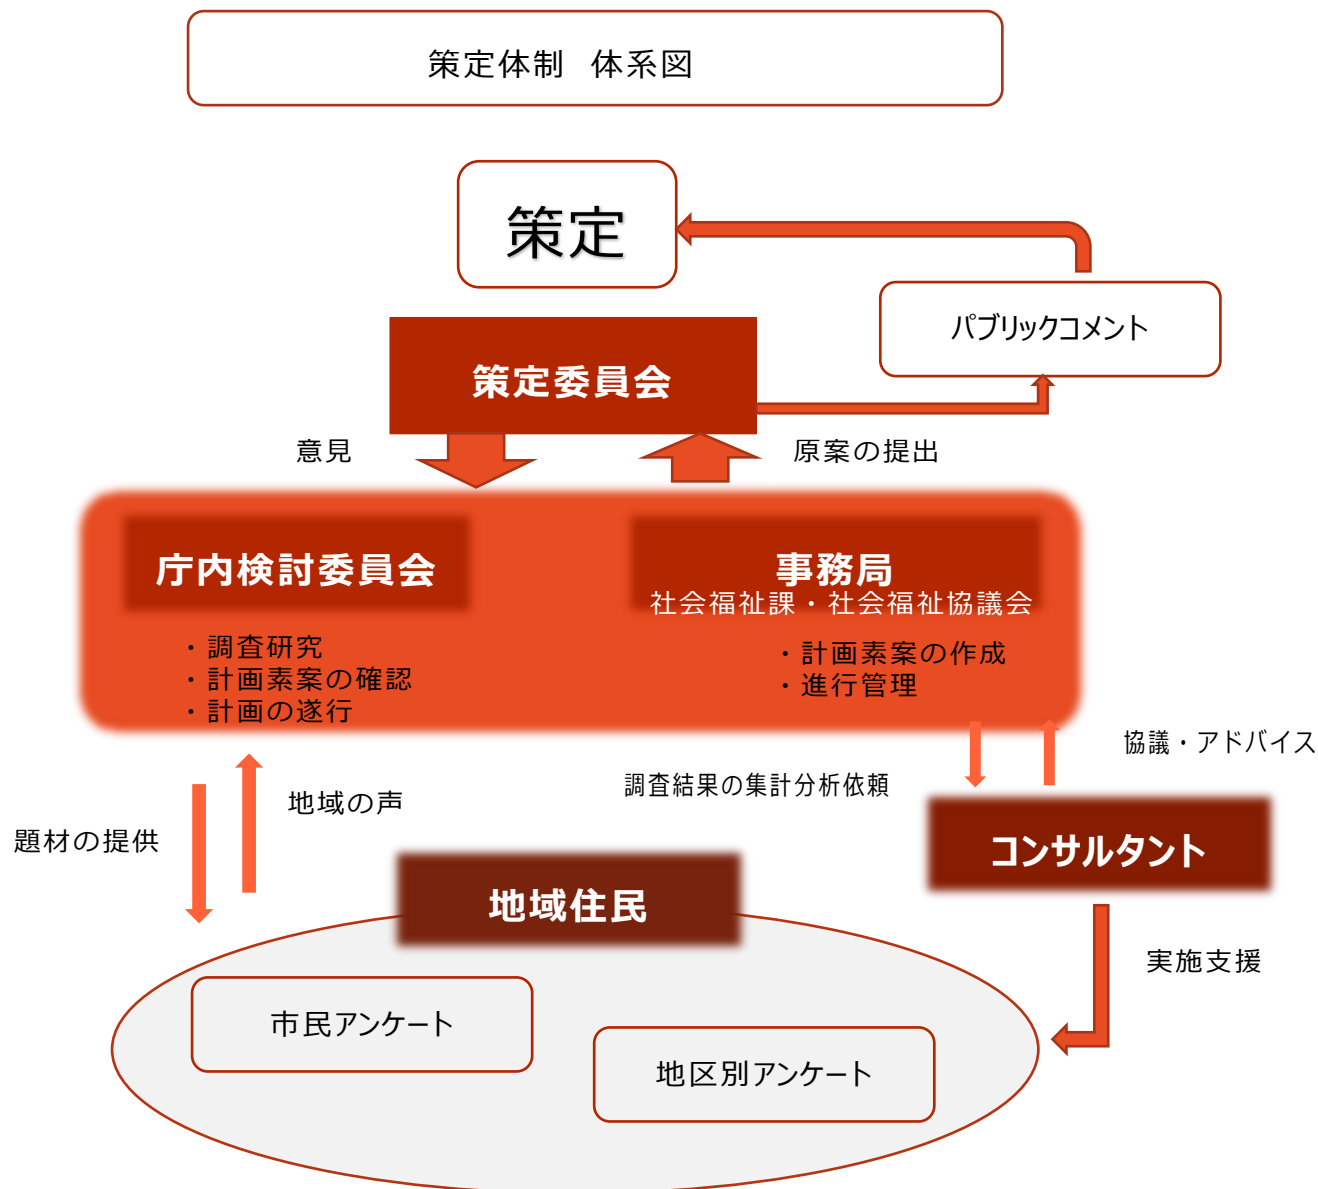 策定体制 体系図
策定
パブリックコメント
策定委員会
意見
原案の提出
庁内検討委員会
・調査研究
・計画素案の確認
・計画の遂行
事務局
社会福祉課・社会福祉協議会
・計画素案の作成
・進行管理
協議・アドバイス
調査結果の集計分析依頼
地域の声
題材の提供
コンサルタント
地域住民
実施支援
市民アンケート
地区別アンケート